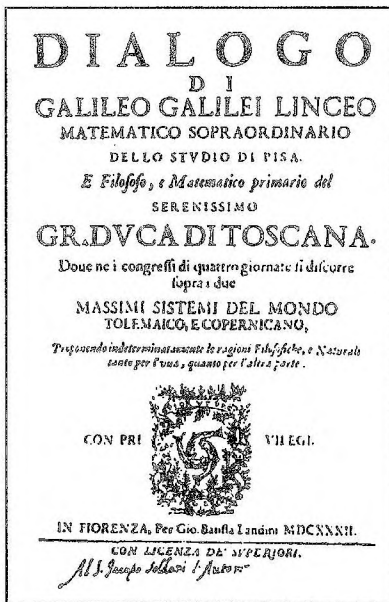 DIALOGO
DI
GALILEO GALILEI LINCEO
MATEMATICO SOPRAORDINARIO
DELLO STVDIO DI PISA.
E Filosofo, e Matematico primario del
SERENISSIMO
GR.DVCA DI TOSCANA.
Doue ne i congressi di quattro giornate si discorre
sopra i due
MASSIMI SISTEMI DEL MONDO
TOLEMAICO, E COPERNICANO,
Proponendo indeterminatamente le ragioni Filosofiche, e Naturali
tanto per l'vna, quanto per l'altra parte.
CON PRI VILEGI.
IN FIORENZA, Per Gio. Batista Landini MDCXXXII.
CON LICENZA DE' SVPERIORI.
Al S. Jacopo l'Autore